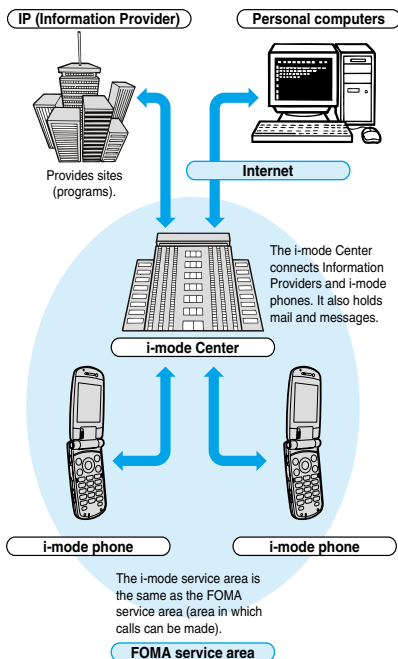 IP (Information Provider)
Personal computers
Provides sites
(programs).
Internet
The i-mode Center
connects Information
Providers and i-mode
phones. It also holds
mail and messages.
i-mode Center
i-mode phone
i-mode phone
The i-mode service area is
the same as the FOMA
service area (area in which
calls can be made).
FOMA service area